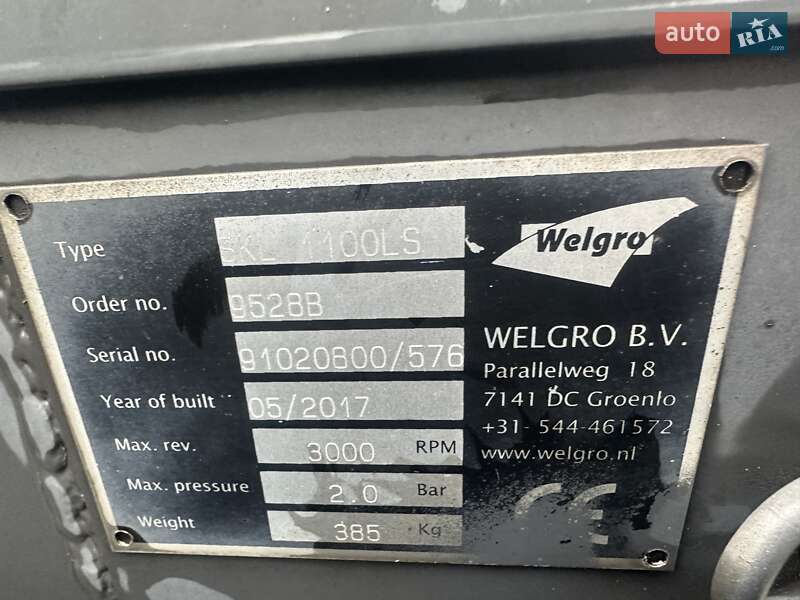 auto RIA .com
Type
Order no. 9528B
Serial no. 91020800/576
Year of built 05/2017
Max. rev. 3000 RPM
Max. pressure 2.0 Bar
Weight 385 Kg
Welgro
WELGRO B.V.
Parallelweg 18
7141 DC Groenlo
+31- 544-461572
www.welgro.nl
CE